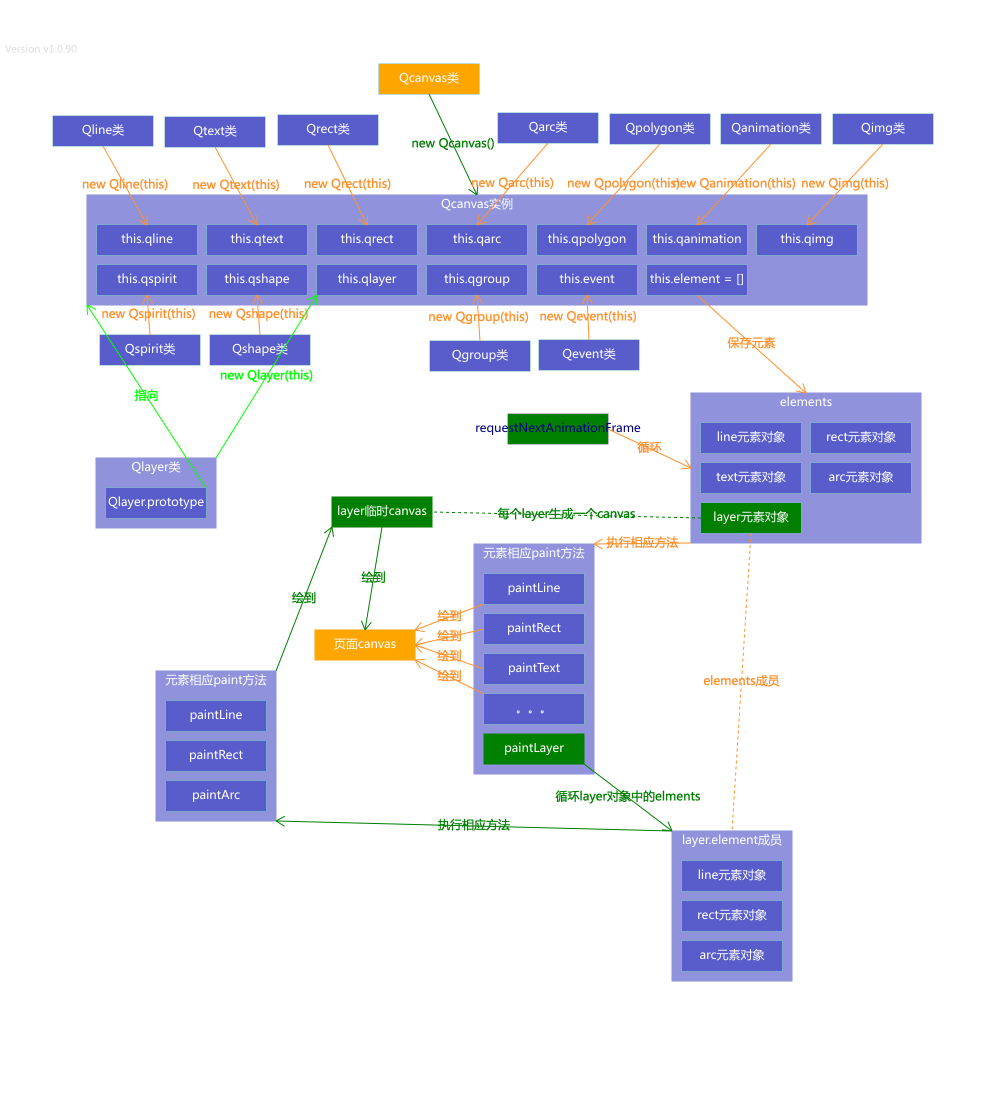 Version v1.0.90
Qcanvas类
Qline类
Qtext类
Qrect类
Qarc类
Qpolygon类
Qanimation类
Qimg类
new Qcanvas()
new Qline(this)
new Qtext(this)
new Qrect(this)
new Qarc(this)
new Qpolygon(this)
new Qanimation(this)
new Qimg(this)
Qcanvas实例
this.qline
this.qtext
this.qrect
this.qarc
this.qpolygon
this.qanimation
this.qimg
this.qspirit
this.qshape
this.qlayer
this.qgroup
this.event
this.element = []
new Qspirit(this)
new Qshape(this)
new Qgroup(this)
new Qevent(this)
Qspirit类
Qshape类
Qgroup类
Qevent类
保存元素
new Qlayer(this)
指向
elements
line元素对象
rect元素对象
text元素对象
arc元素对象
layer元素对象
requestNextAnimationFrame
循环
Qlayer类
Qlayer.prototype
layer临时canvas
每个layer生成一个canvas
执行相应方法
元素相应paint方法
paintLine
paintRect
paintText
。。。
paintLayer
绘到
绘到
绘到
绘到
绘到
绘到
页面canvas
元素相应paint方法
paintLine
paintRect
paintArc
elements成员
循环layer对象中的elments
执行相应方法
layer.element成员
line元素对象
rect元素对象
arc元素对象